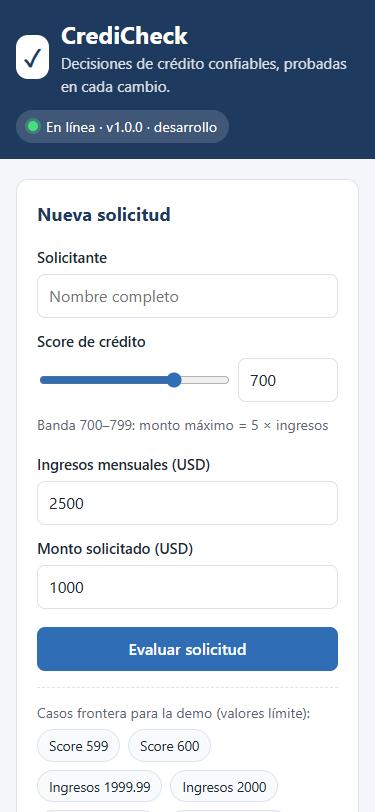 CrediCheck
Decisiones de crédito confiables, probadas
en cada cambio.
En línea · v1.0.0 · desarrollo
Nueva solicitud
Solicitante
Nombre completo
Score de crédito
700
Banda 700–799: monto máximo = 5 × ingresos
Ingresos mensuales (USD)
2500
Monto solicitado (USD)
1000
Evaluar solicitud
Casos frontera para la demo (valores límite):
Score 599
Score 600
Ingresos 1999.99
Ingresos 2000